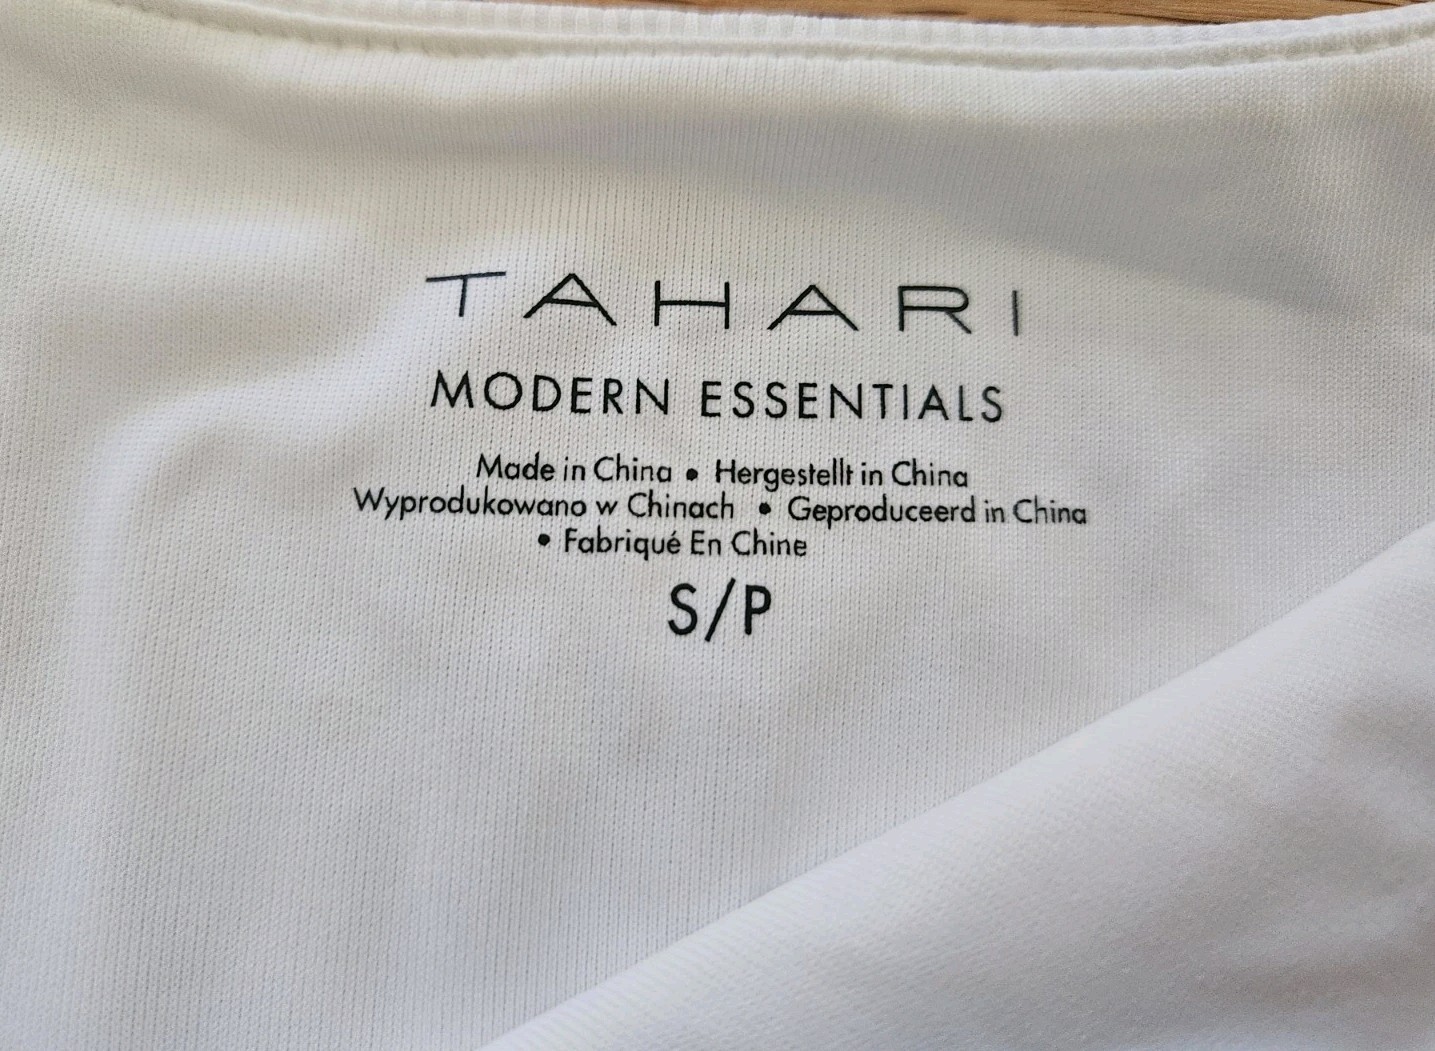 TAHARI
MODERN ESSENTIALS
Made in China • Hergestellt in China
Wyprodukowano w Chinach • Geproduceerd in China
• Fabriqué En Chine
S/P